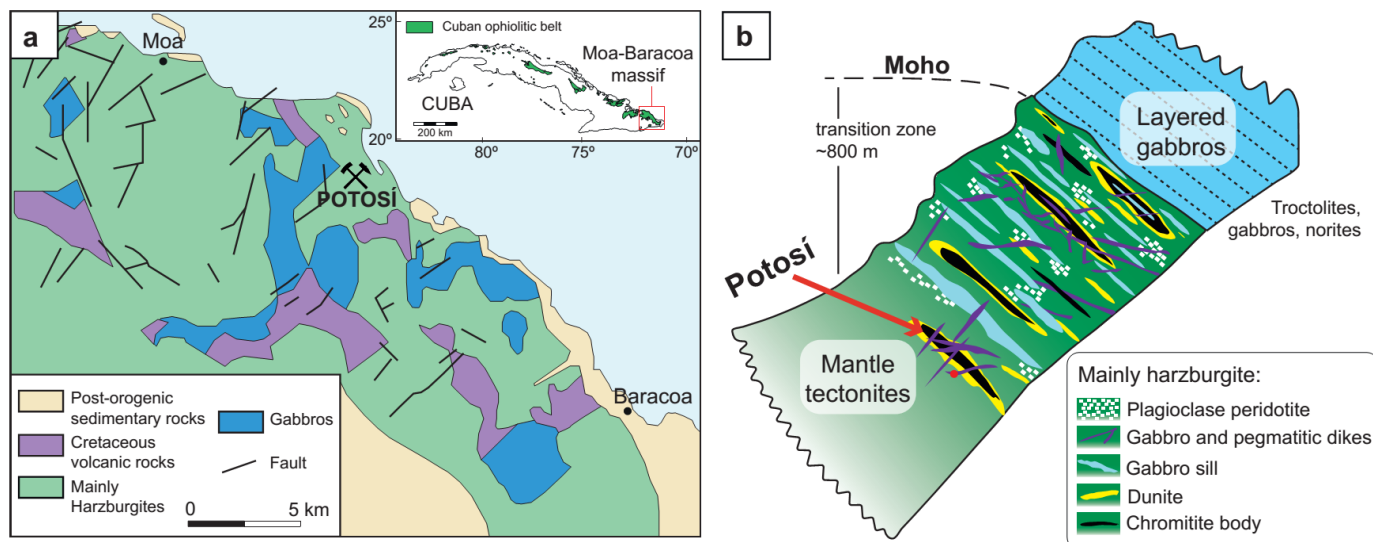 a
25°
Cuban ophiolitic belt
Moa
Moa-Baracoa
massif
CUBA
200 km
20°
80°
75°
70°
POTOSÍ
Baracoa
Post-orogenic
sedimentary rocks
Gabbros
Cretaceous
volcanic rocks
Fault
Mainly
Harzburgites
0
5 km
b
Moho
transition zone
~800 m
Layered
gabbros
Troctolites,
gabbros, norites
Potosí
Mantle
tectonites
Mainly harzburgite:
Plagioclase peridotite
Gabbro and pegmatitic dikes
Gabbro sill
Dunite
Chromitite body